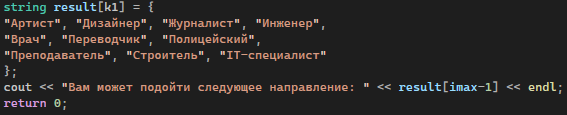 string result[k1] = {
"Артист", "Дизайнер", "Журналист", "Инженер",
"Врач", "Переводчик", "Полицейский",
"Преподаватель", "Строитель", "IT-специалист"
};
cout << "Вам может подойти следующее направление: " << result[imax-1] << endl;
return 0;